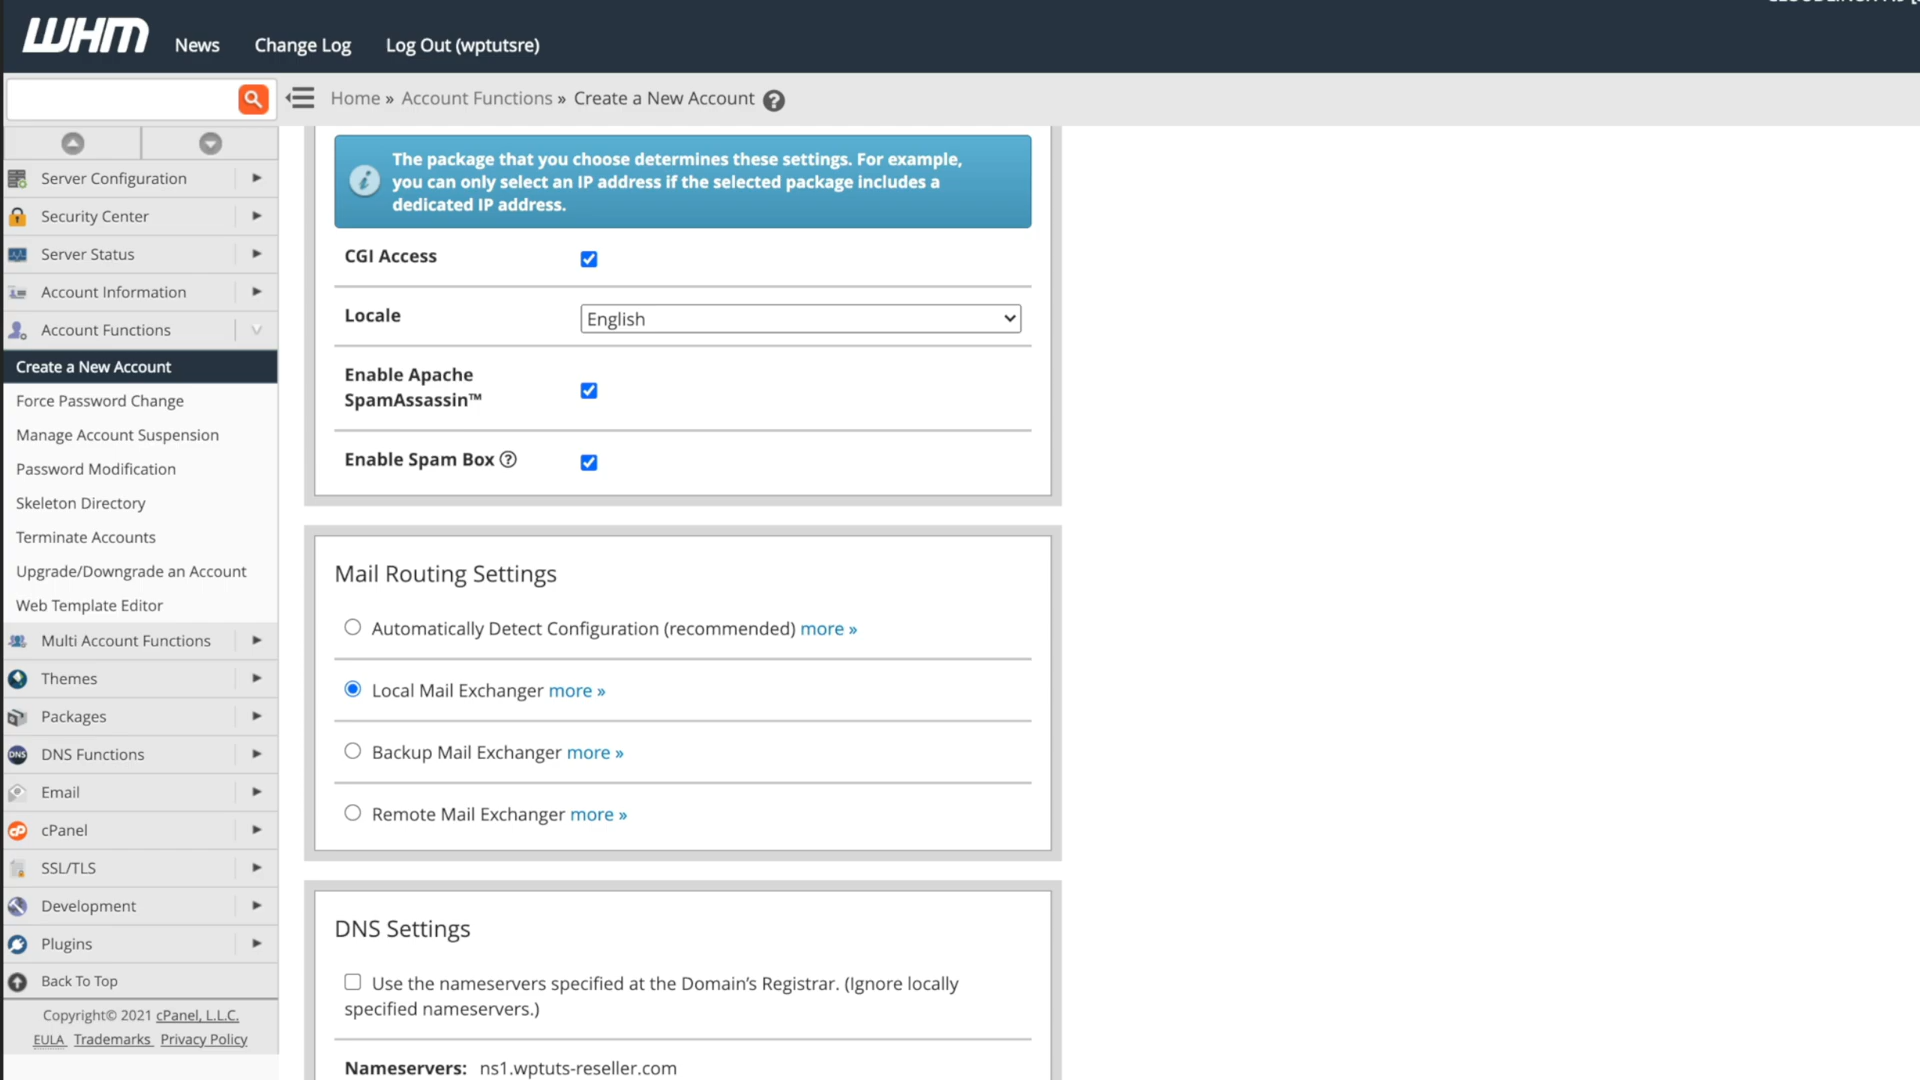 WHM
News
Change Log
Log Out (wptutsre)
Home » Account Functions » Create a New Account
Server Configuration
Security Center
Server Status
Account Information
Account Functions
Create a New Account
Force Password Change
Manage Account Suspension
Password Modification
Skeleton Directory
Terminate Accounts
Upgrade/Downgrade an Account
Web Template Editor
Multi Account Functions
Themes
Packages
DNS Functions
Email
cPanel
SSL/TLS
Development
Plugins
Back To Top
Copyright© 2021 cPanel, L.L.C.
EULA Trademarks Privacy Policy
The package that you choose determines these settings. For example,
you can only select an IP address if the selected package includes a
dedicated IP address.
CGI Access
Locale
English
Enable Apache
SpamAssassin™
Enable Spam Box
Mail Routing Settings
Automatically Detect Configuration (recommended) more »
Local Mail Exchanger more »
Backup Mail Exchanger more »
Remote Mail Exchanger more »
DNS Settings
Use the nameservers specified at the Domain's Registrar. (Ignore locally
specified nameservers.)
Nameservers: ns1.wptuts-reseller.com